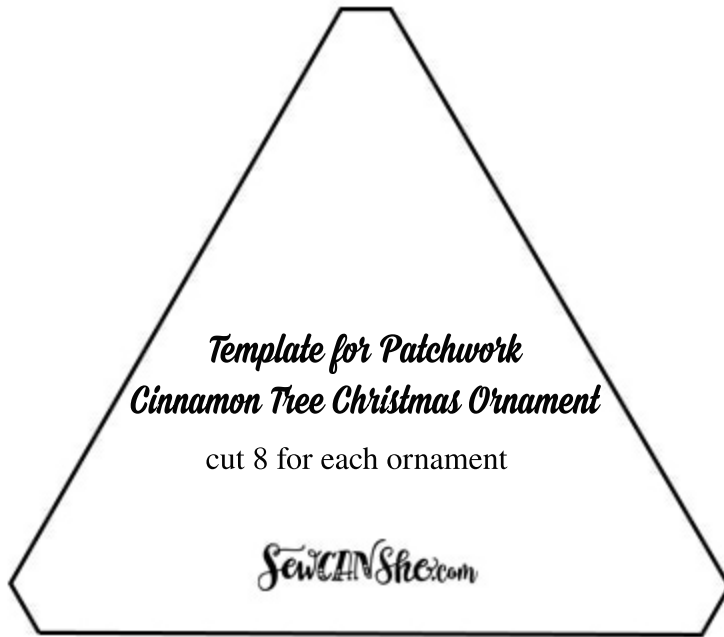 Template for Patchwork
Cinnamon Tree Christmas Ornament
cut 8 for each ornament
SewCANShe.com